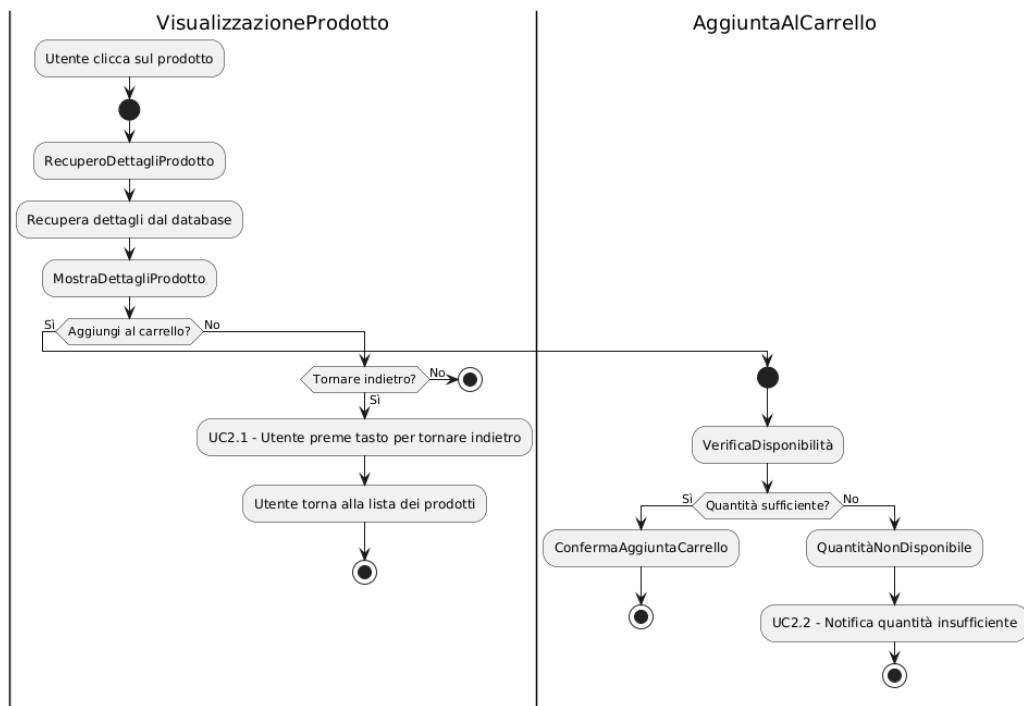 VisualizzazioneProdotto
AggiuntaAlCarrello
Utente clicca sul prodotto
RecuperoDettagliProdotto
Recupera dettagli dal database
MostraDettagliProdotto
Sì
Aggiungi al carrello?
No
Tornare indietro?
No
Sì
UC2.1 - Utente preme tasto per tornare indietro
Utente torna alla lista dei prodotti
VerificaDisponibilità
Sì
Quantità sufficiente?
No
ConfermaAggiuntaCarrello
QuantitàNonDisponibile
UC2.2 - Notifica quantità insufficiente